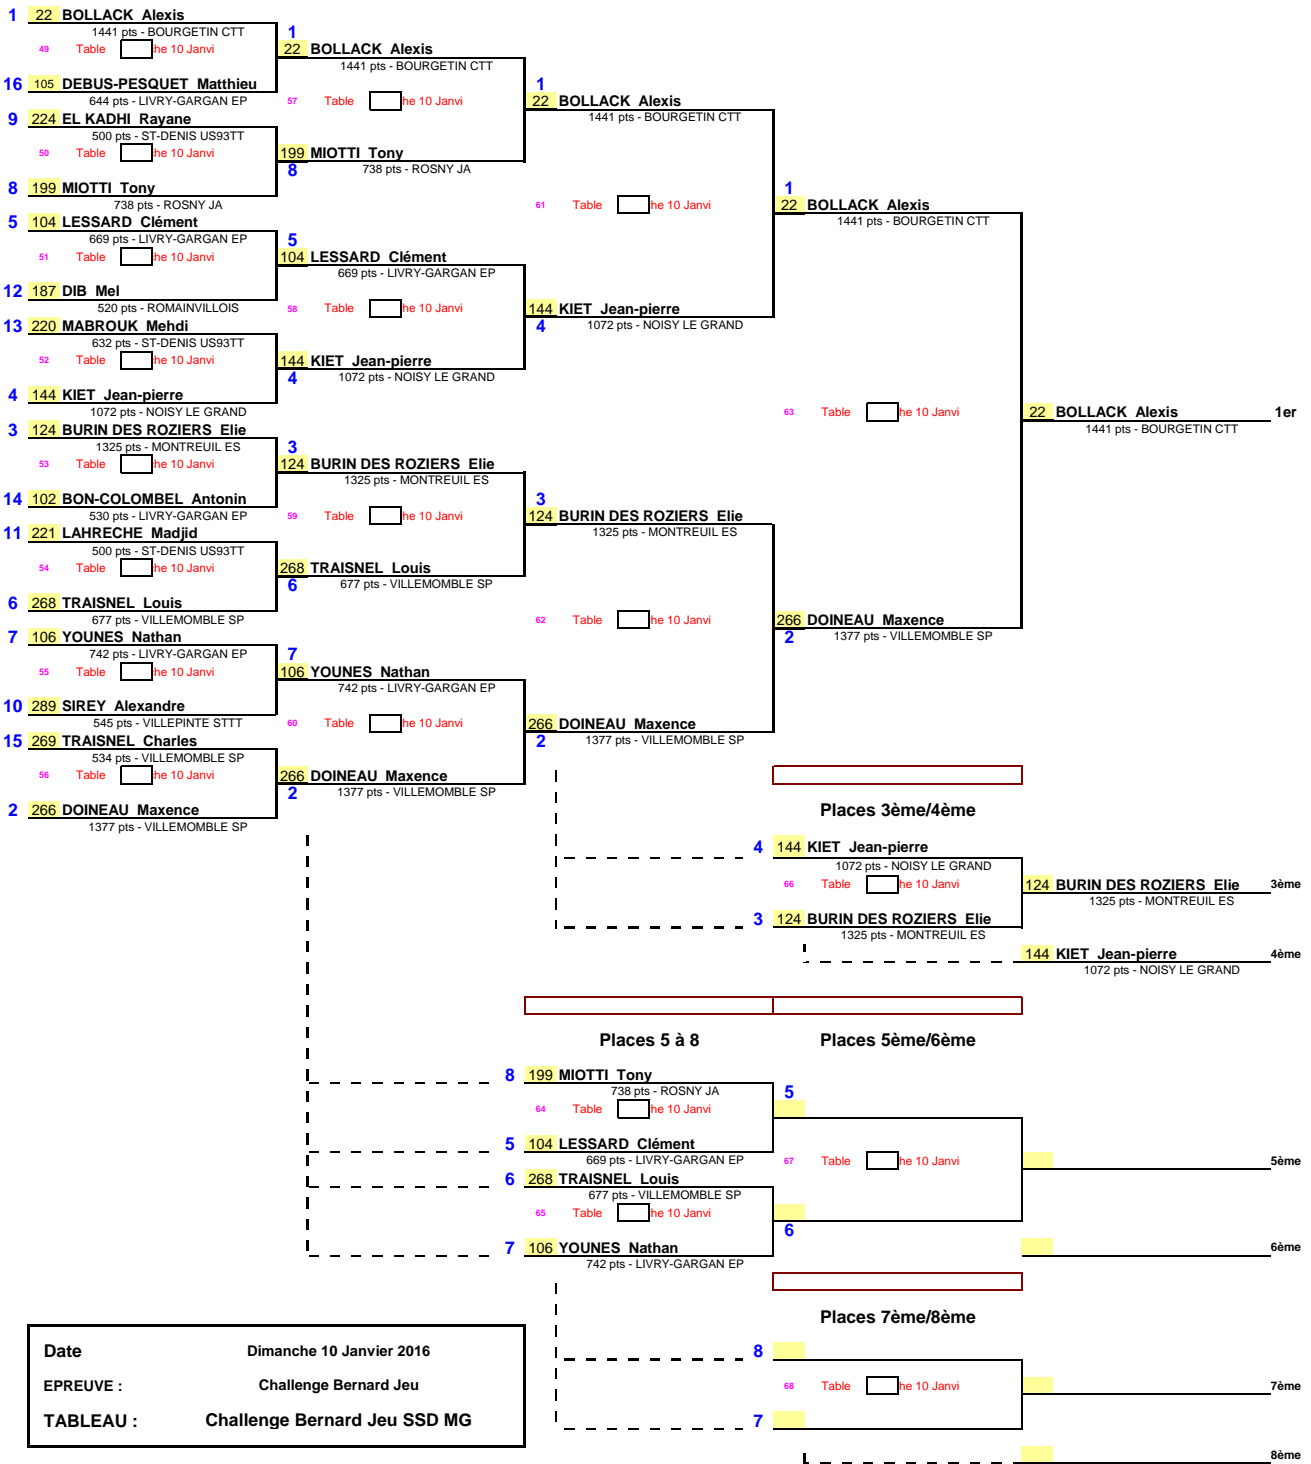 1 22 BOLLACK Alexis
1441 pts - BOURGETIN CTT
49 Table he 10 Janvi
16 105 DEBUS-PESQUET Matthieu
644 pts - LIVRY-GARGAN EP
9 224 EL KADHI Rayane
500 pts - ST-DENIS US93TT
50 Table he 10 Janvi
8 199 MIOTTI Tony
738 pts - ROSNY JA
5 104 LESSARD Clément
669 pts - LIVRY-GARGAN EP
51 Table he 10 Janvi
12 187 DIB Mel
520 pts - ROMAINVILLOIS
13 220 MABROUK Mehdi
632 pts - ST-DENIS US93TT
52 Table he 10 Janvi
4 144 KIET Jean-pierre
1072 pts - NOISY LE GRAND
3 124 BURIN DES ROZIERS Elie
1325 pts - MONTREUIL ES
53 Table he 10 Janvi
14 102 BON-COLOMBEL Antonin
530 pts - LIVRY-GARGAN EP
11 221 LAHRECHE Madjid
500 pts - ST-DENIS US93TT
54 Table he 10 Janvi
6 268 TRAISNEL Louis
677 pts - VILLEMOMBLE SP
7 106 YOUNES Nathan
742 pts - LIVRY-GARGAN EP
55 Table he 10 Janvi
10 289 SIREY Alexandre
545 pts - VILLEPINTE STTT
15 269 TRAISNEL Charles
534 pts - VILLEMOMBLE SP
56 Table he 10 Janvi
2 266 DOINEAU Maxence
1377 pts - VILLEMOMBLE SP
1
22 BOLLACK Alexis
1441 pts - BOURGETIN CTT
57 Table he 10 Janvi
199 MIOTTI Tony
8 738 pts - ROSNY JA
5
104 LESSARD Clément
669 pts - LIVRY-GARGAN EP
58 Table he 10 Janvi
144 KIET Jean-pierre
4 1072 pts - NOISY LE GRAND
3
124 BURIN DES ROZIERS Elie
1325 pts - MONTREUIL ES
59 Table he 10 Janvi
268 TRAISNEL Louis
6 677 pts - VILLEMOMBLE SP
7
106 YOUNES Nathan
742 pts - LIVRY-GARGAN EP
60 Table he 10 Janvi
266 DOINEAU Maxence
2 1377 pts - VILLEMOMBLE SP
1
22 BOLLACK Alexis
1441 pts - BOURGETIN CTT
61 Table he 10 Janvi
144 KIET Jean-pierre
4 1072 pts - NOISY LE GRAND
3
124 BURIN DES ROZIERS Elie
1325 pts - MONTREUIL ES
62 Table he 10 Janvi
266 DOINEAU Maxence
2 1377 pts - VILLEMOMBLE SP
1
22 BOLLACK Alexis
1441 pts - BOURGETIN CTT
63 Table he 10 Janvi
266 DOINEAU Maxence
2 1377 pts - VILLEMOMBLE SP
22 BOLLACK Alexis 1er
1441 pts - BOURGETIN CTT
Places 3ème/4ème
4 144 KIET Jean-pierre
1072 pts - NOISY LE GRAND
66 Table he 10 Janvi
3 124 BURIN DES ROZIERS Elie
1325 pts - MONTREUIL ES
124 BURIN DES ROZIERS Elie 3ème
1325 pts - MONTREUIL ES
144 KIET Jean-pierre 4ème
1072 pts - NOISY LE GRAND
Places 5 à 8
8 199 MIOTTI Tony
738 pts - ROSNY JA
64 Table he 10 Janvi
5 104 LESSARD Clément
669 pts - LIVRY-GARGAN EP
6 268 TRAISNEL Louis
677 pts - VILLEMOMBLE SP
65 Table he 10 Janvi
7 106 YOUNES Nathan
742 pts - LIVRY-GARGAN EP
Places 5ème/6ème
5
67 Table he 10 Janvi
6
5ème
6ème
Places 7ème/8ème
8
68 Table he 10 Janvi
7
7ème
8ème
Date Dimanche 10 Janvier 2016
EPREUVE : Challenge Bernard Jeu
TABLEAU : Challenge Bernard Jeu SSD MG